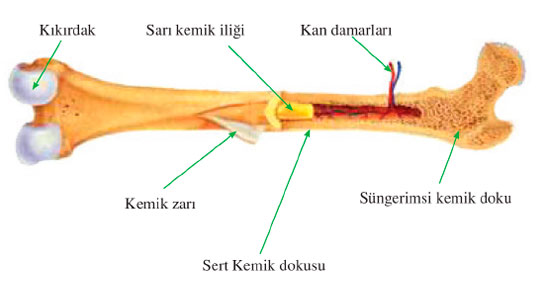 Kıkırdak
Sarı kemik iliği
Kan damarları
Kemik zarı
Süngerimsi kemik doku
Sert Kemik dokusu